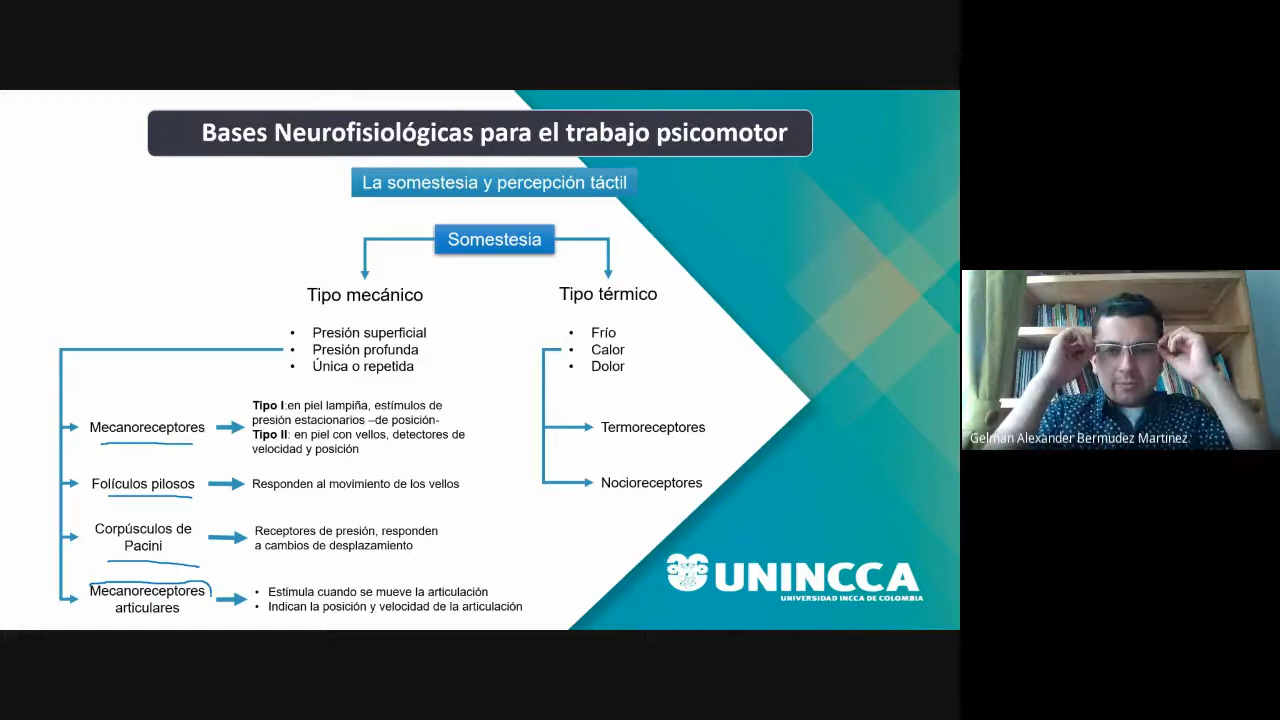 Bases Neurofisiológicas para el trabajo psicomotor
La somestesia y percepción táctil
Somestesia
Tipo mecánico
• Presión superficial
• Presión profunda
• Única o repetida
Tipo térmico
• Frío
• Calor
• Dolor
Mecanoreceptores
Tipo I:en piel lampiña, estímulos de
presión estacionarios –de posición-
Tipo II: en piel con vellos, detectores de
velocidad y posición
Folículos pilosos
Responden al movimiento de los vellos
Corpúsculos de
Pacini
Receptores de presión, responden
a cambios de desplazamiento
Mecanoreceptores
articulares
• Estimula cuando se mueve la articulación
• Indican la posición y velocidad de la articulación
Termoreceptores
Nocioreceptores
UNINCCA
UNIVERSIDAD INCCA DE COLOMBIA
Gelman Alexander Bermudez Martinez